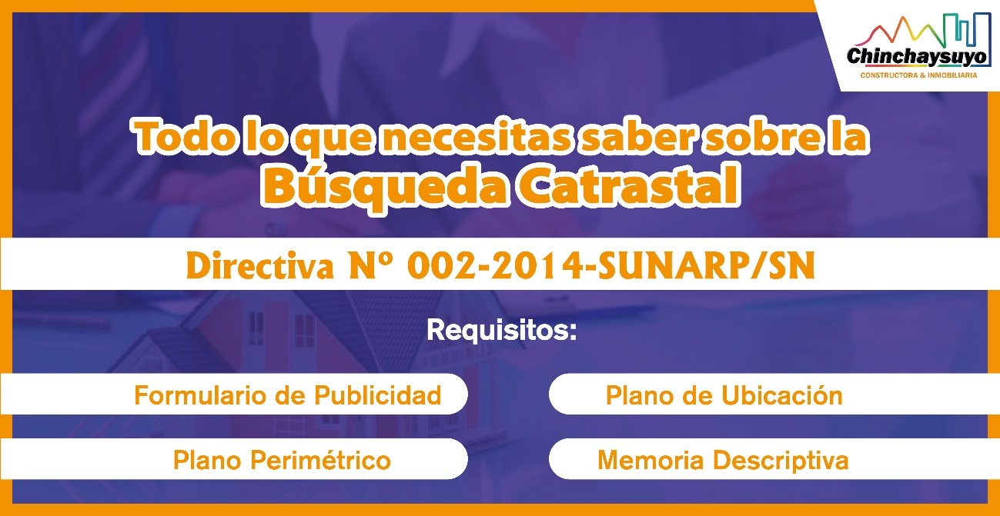 Chinchaysuyo
CONSTRUCTORA & INMOBILIARIA
Todo lo que necesitas saber sobre la
Búsqueda Catrastal
Directiva Nº 002-2014-SUNARP/SN
Requisitos:
Formulario de Publicidad
Plano de Ubicación
Plano Perimétrico
Memoria Descriptiva